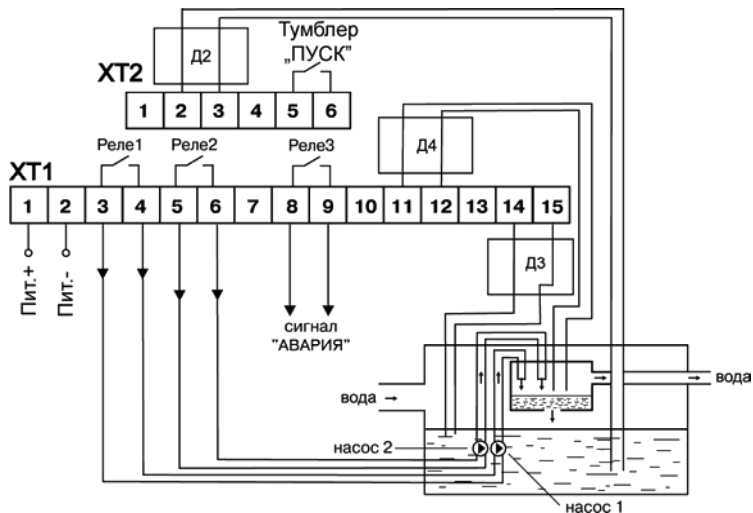 Д2
Тумблер
„ПУСК"
XT2
1 2 3 4 5 6
Реле1 Реле2 Реле3
Д4
XT1
1 2 3 4 5 6 7 8 9 10 11 12 13 14 15
Д3
Пит.+
Пит.-
сигнал
"АВАРИЯ"
вода
вода
насос 2
насос 1